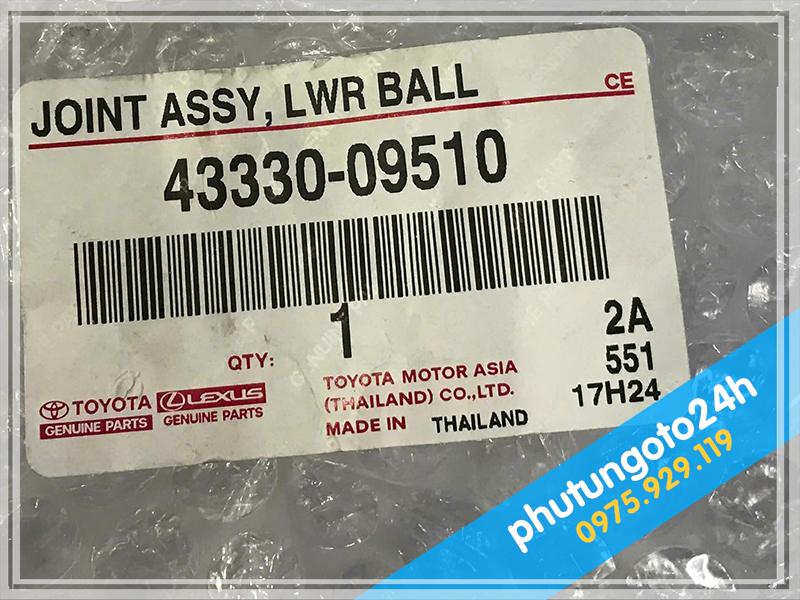 JOINT ASSY, LWR BALL
CE
43330-09510
1
QTY:
2A
551
17H24
TOYOTA
GENUINE PARTS
LEXUS
GENUINE PARTS
TOYOTA MOTOR ASIA
(THAILAND) CO.,LTD.
MADE IN THAILAND
phutungoto24h
0975.929.119